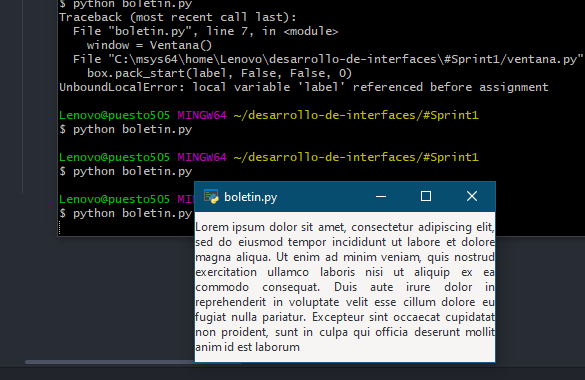 $ python boletin.py
Traceback (most recent call last):
File "boletin.py", line 7, in <module>
window = Ventana()
File "C:\msys64\home\Lenovo\desarrollo-de-interfaces\#Sprint1/ventana.py"
box.pack_start(label, False, False, 0)
UnboundLocalError: local variable 'label' referenced before assignment
Lenovo@puesto505 MINGW64 ~/desarrollo-de-interfaces/#Sprint1
$ python boletin.py
Lenovo@puesto505 MINGW64 ~/desarrollo-de-interfaces/#Sprint1
$ python boletin.py
Lenovo@puesto505 MI
$ python boletin.py
boletin.py
Lorem ipsum dolor sit amet, consectetur adipiscing elit,
sed do eiusmod tempor incididunt ut labore et dolore
magna aliqua. Ut enim ad minim veniam, quis nostrud
exercitation ullamco laboris nisi ut aliquip ex ea
commodo consequat. Duis aute irure dolor in
reprehenderit in voluptate velit esse cillum dolore eu
fugiat nulla pariatur. Excepteur sint occaecat cupidatat
non proident, sunt in culpa qui officia deserunt mollit
anim id est laborum